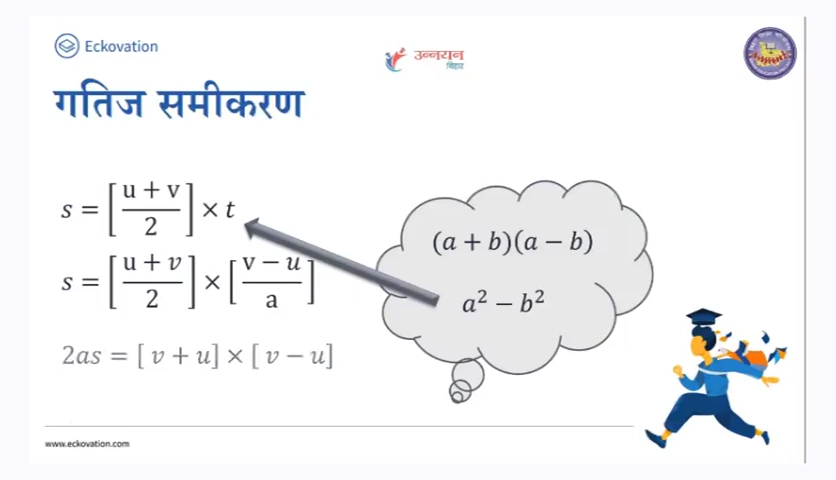 Eckovation
उन्नयन
बिहार
गतिज समीकरण
s = [(u + v)/2] × t
s = [(u + v)/2] × [(v − u)/a]
2as = [ v + u] × [ v − u]
(a + b)(a − b)
a² − b²
www.eckovation.com